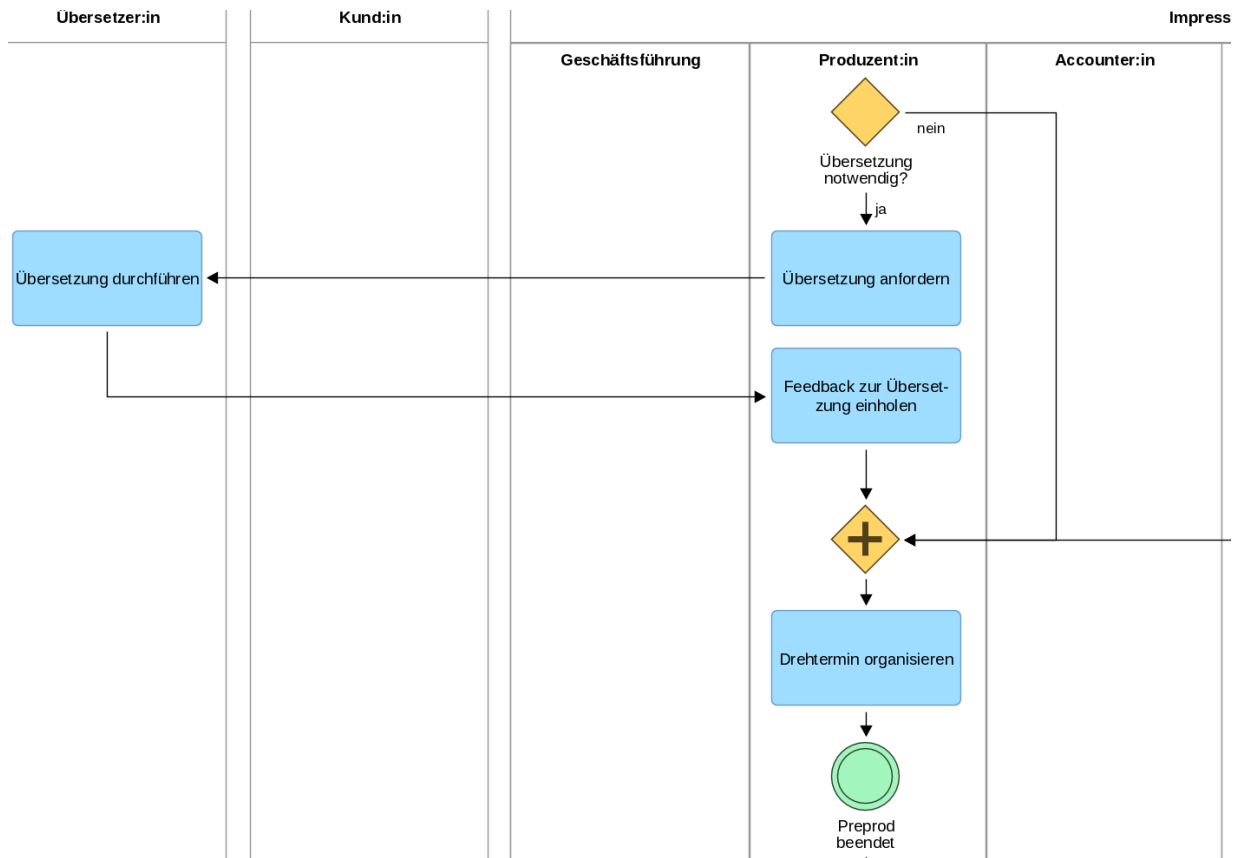 Übersetzer:in
Kund:in
Impress
Geschäftsführung
Produzent:in
Accounter:in
nein
Übersetzung
notwendig?
ja
Übersetzung durchführen
Übersetzung anfordern
Feedback zur Überset-
zung einholen
Drehtermin organisieren
Preprod
beendet